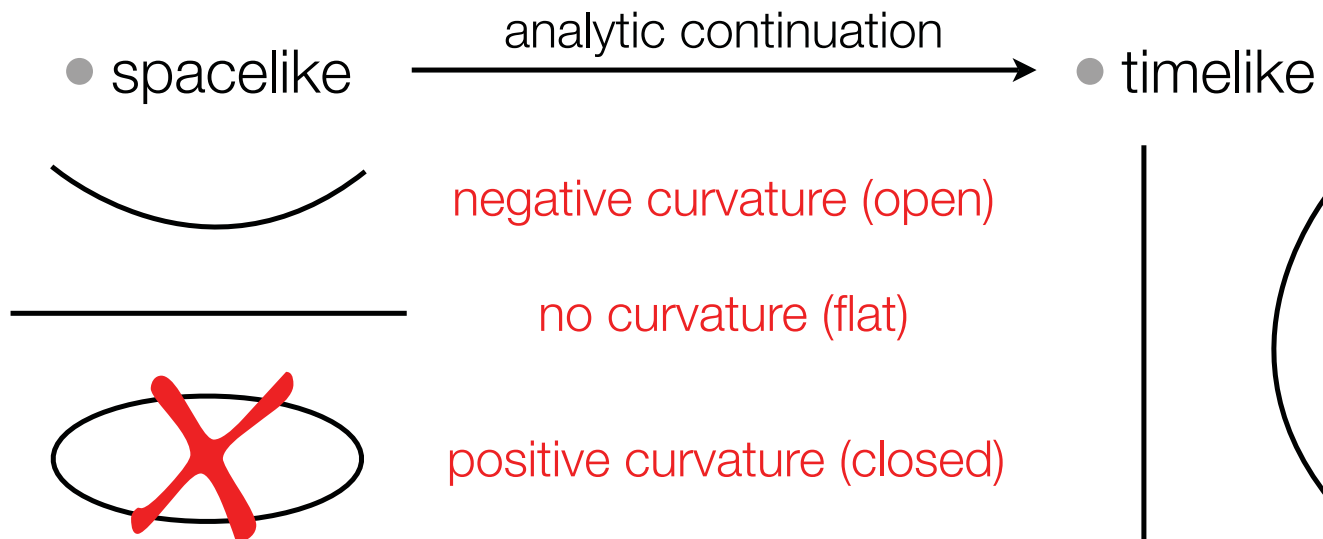 analytic continuation
spacelike
timelike
negative curvature (open)
no curvature (flat)
positive curvature (closed)